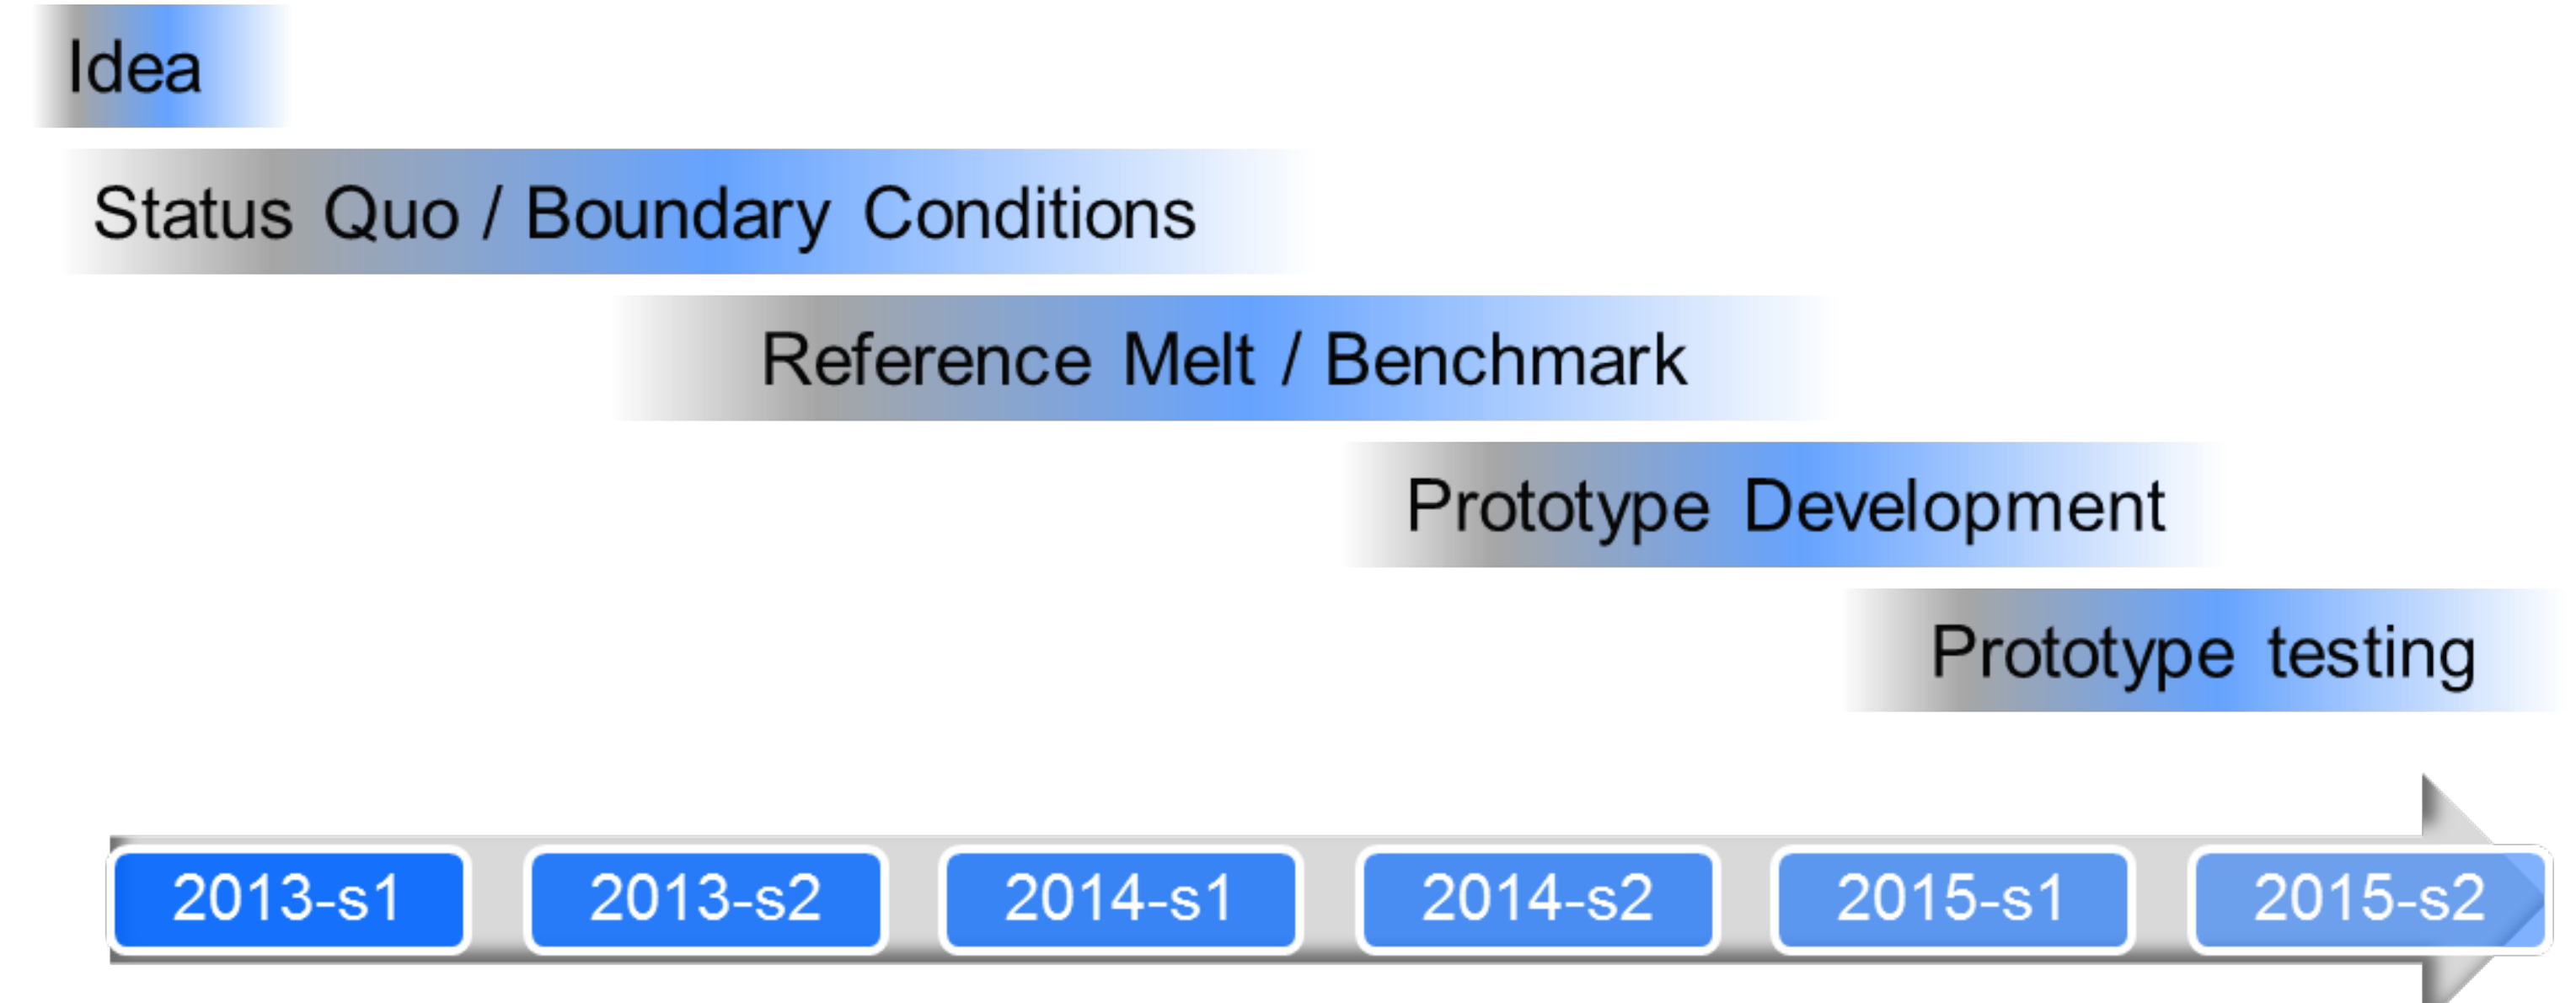 Idea
Status Quo / Boundary Conditions
Reference Melt / Benchmark
Prototype Development
Prototype testing
2013-s1 2013-s2 2014-s1 2014-s2 2015-s1 2015-s2